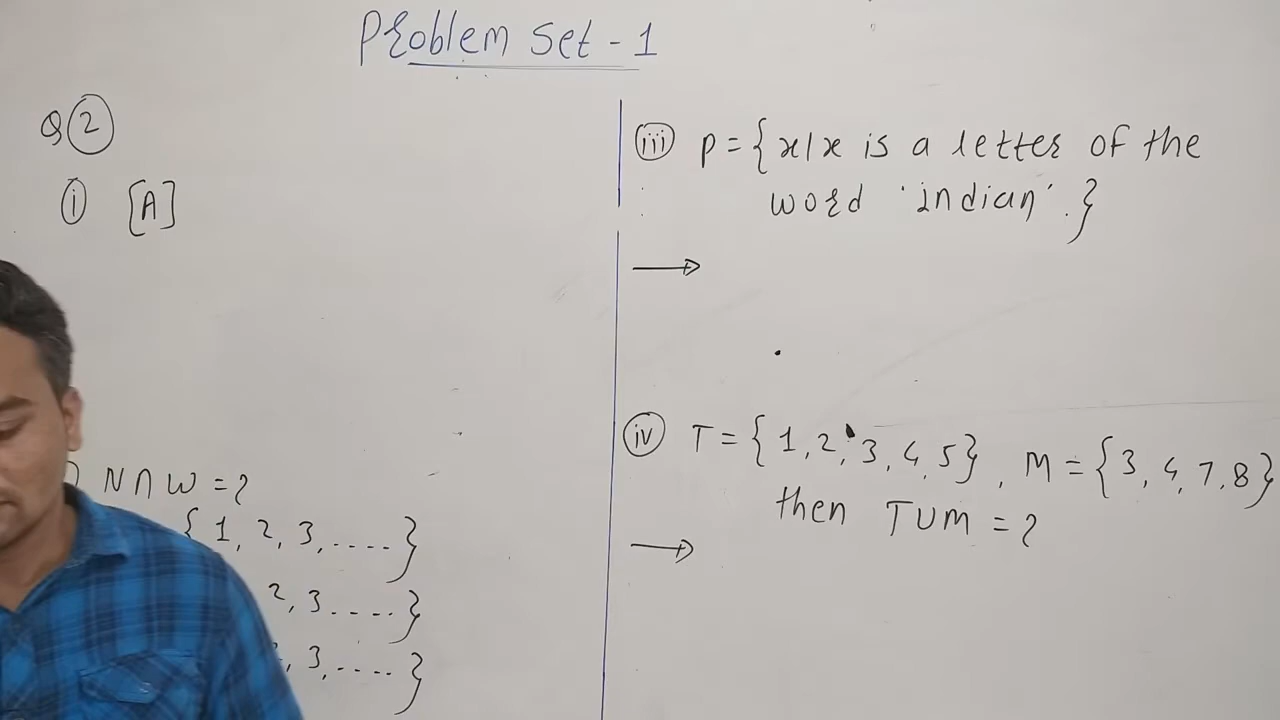 Problem Set - 1
Q 2
i [A]
N ∩ W = ?
{ 1, 2, 3, ..... }
2, 3 ..... }
, 3, ..... }
iii P = { x/x is a letter of the
word 'indian'. }
→
iv T = { 1, 2, 3, 4, 5 } , M = { 3, 4, 7, 8 }
then T ∪ M = ?
→